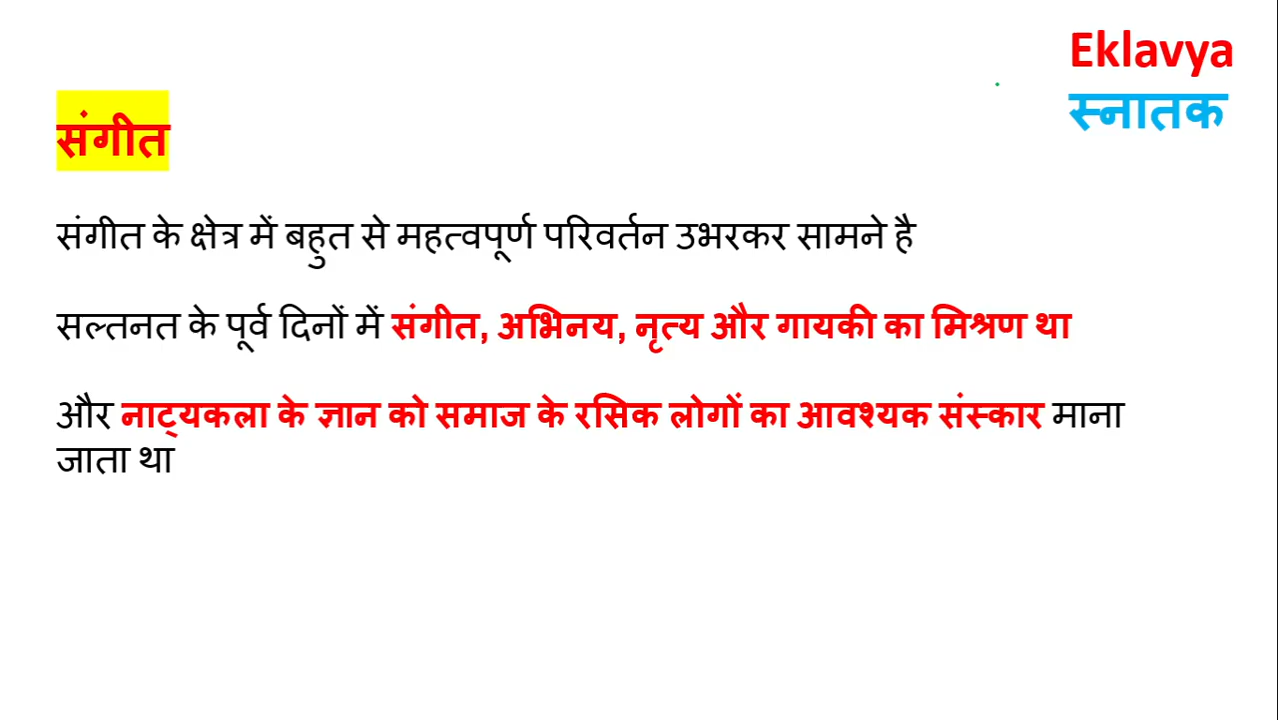 Eklavya
स्नातक
संगीत
संगीत के क्षेत्र में बहुत से महत्वपूर्ण परिवर्तन उभरकर सामने है
सल्तनत के पूर्व दिनों में संगीत, अभिनय, नृत्य और गायकी का मिश्रण था
और नाट्यकला के ज्ञान को समाज के रसिक लोगों का आवश्यक संस्कार माना
जाता था